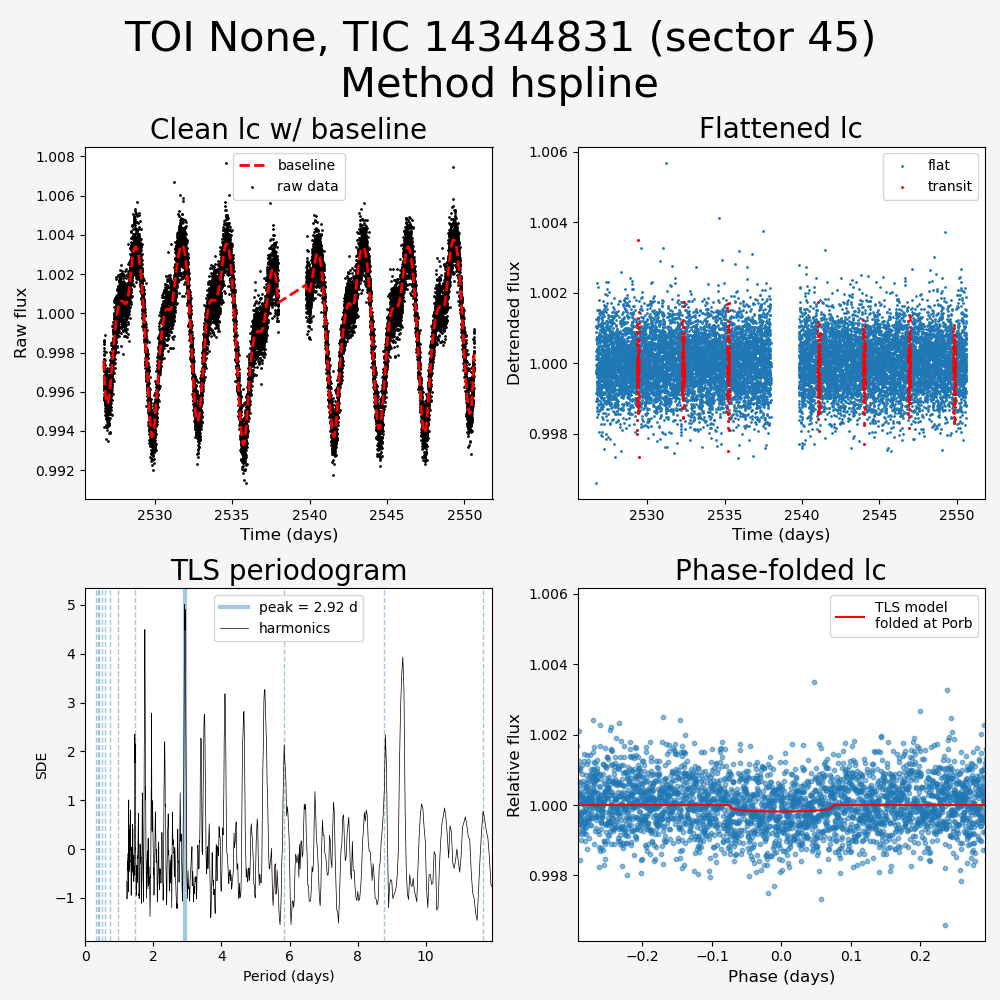 TOI None, TIC 14344831 (sector 45)
Method hspline
Clean lc w/ baseline
Flattened lc
baseline
raw data
flat
transit
1.008
1.006
1.004
1.002
1.000
0.998
0.996
0.994
0.992
Raw flux
2530
2535
2540
2545
2550
Time (days)
1.006
1.004
1.002
1.000
0.998
Detrended flux
2530
2535
2540
2545
2550
Time (days)
TLS periodogram
Phase-folded lc
peak = 2.92 d
harmonics
TLS model
folded at Porb
5
4
3
2
1
0
−1
SDE
0
2
4
6
8
10
Period (days)
1.006
1.004
1.002
1.000
0.998
Relative flux
−0.2
−0.1
0.0
0.1
0.2
Phase (days)